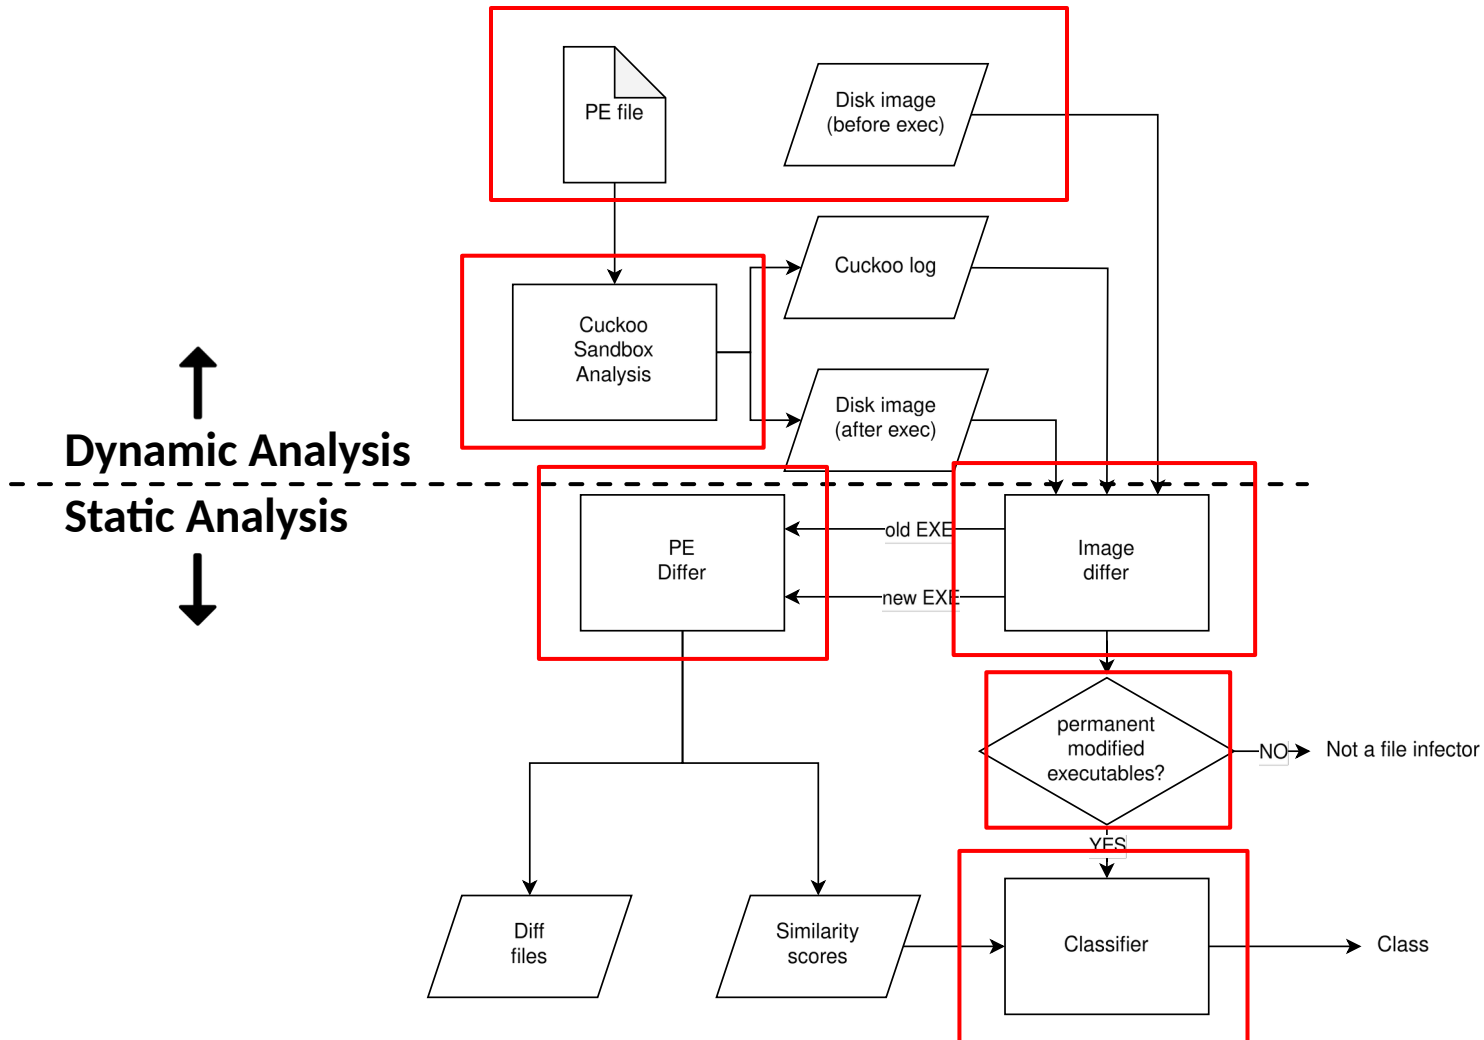 PE file
Disk image
(before exec)
Cuckoo log
Cuckoo
Sandbox
Analysis
Disk image
(after exec)
Dynamic Analysis
Static Analysis
PE
Differ
old EXE
new EXE
Image
differ
permanent
modified
executables?
NO
Not a file infector
YES
Diff
files
Similarity
scores
Classifier
Class